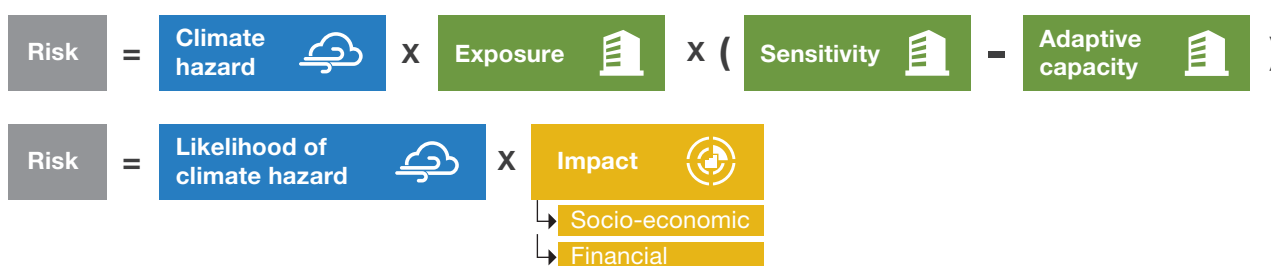 Risk = Climate hazard X Exposure X ( Sensitivity – Adaptive capacity )
Risk = Likelihood of climate hazard X Impact
Socio-economic
Financial